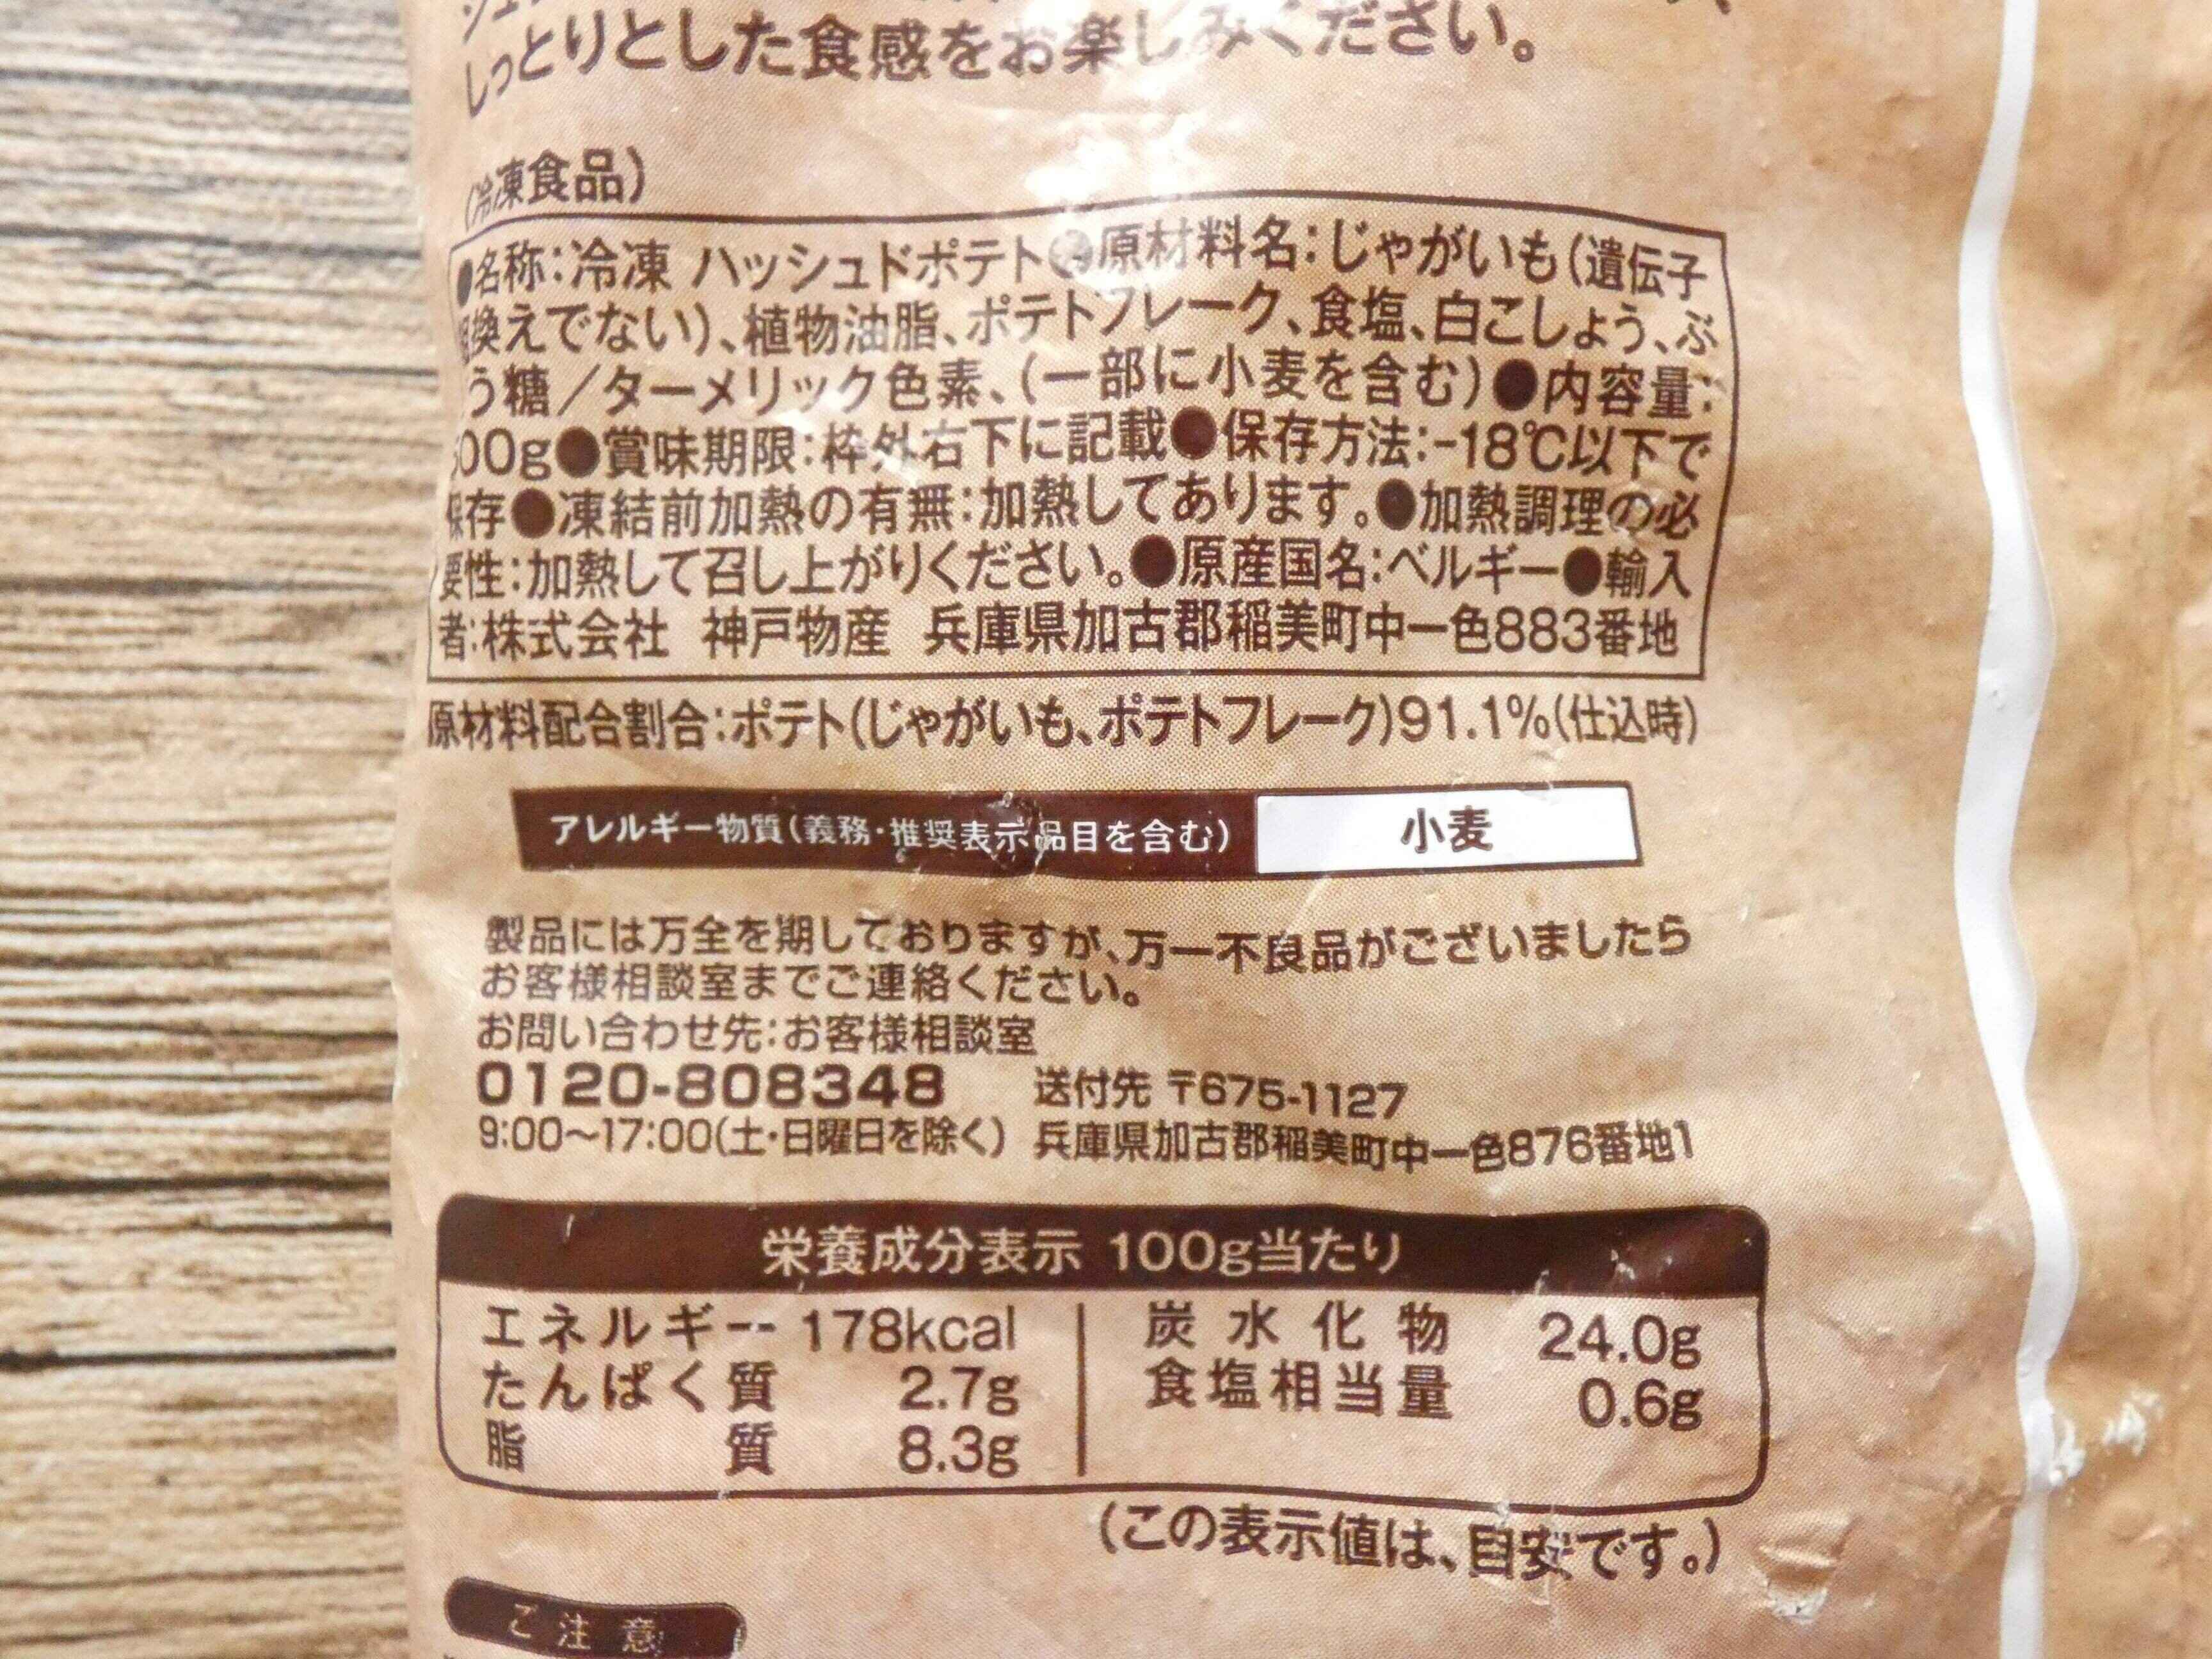 しっとりとした食感をお楽しみください。
(冷凍食品)
●名称:冷凍 ハッシュドポテト●原材料名:じゃがいも(遺伝子
組換えでない)、植物油脂、ポテトフレーク、食塩、白こしょう、ぶ
う糖/ターメリック色素、(一部に小麦を含む)●内容量:
00g●賞味期限:枠外右下に記載●保存方法:-18℃以下で
保存●凍結前加熱の有無:加熱してあります。●加熱調理の必
要性:加熱して召し上がりください。●原産国名:ベルギー●輸入
者:株式会社 神戸物産 兵庫県加古郡稲美町中一色883番地
原材料配合割合:ポテト(じゃがいも、ポテトフレーク)91.1%(仕込時)
アレルギー物質(義務・推奨表示品目を含む) 小麦
製品には万全を期しておりますが、万一不良品がございましたら
お客様相談室までご連絡ください。
お問い合わせ先:お客様相談室
0120-808348 送付先 〒675-1127
9:00〜17:00(土・日曜日を除く) 兵庫県加古郡稲美町中一色876番地1
栄養成分表示 100g当たり
エネルギー 178kcal 炭水化物 24.0g
たんぱく質 2.7g 食塩相当量 0.6g
脂質 8.3g
(この表示値は、目安です。)
ご注意